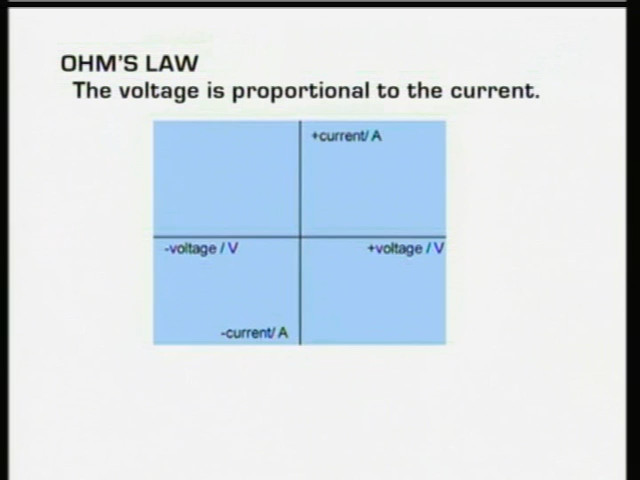 OHM'S LAW
The voltage is proportional to the current.
+current/ A
-voltage / V
+voltage / V
-current/ A